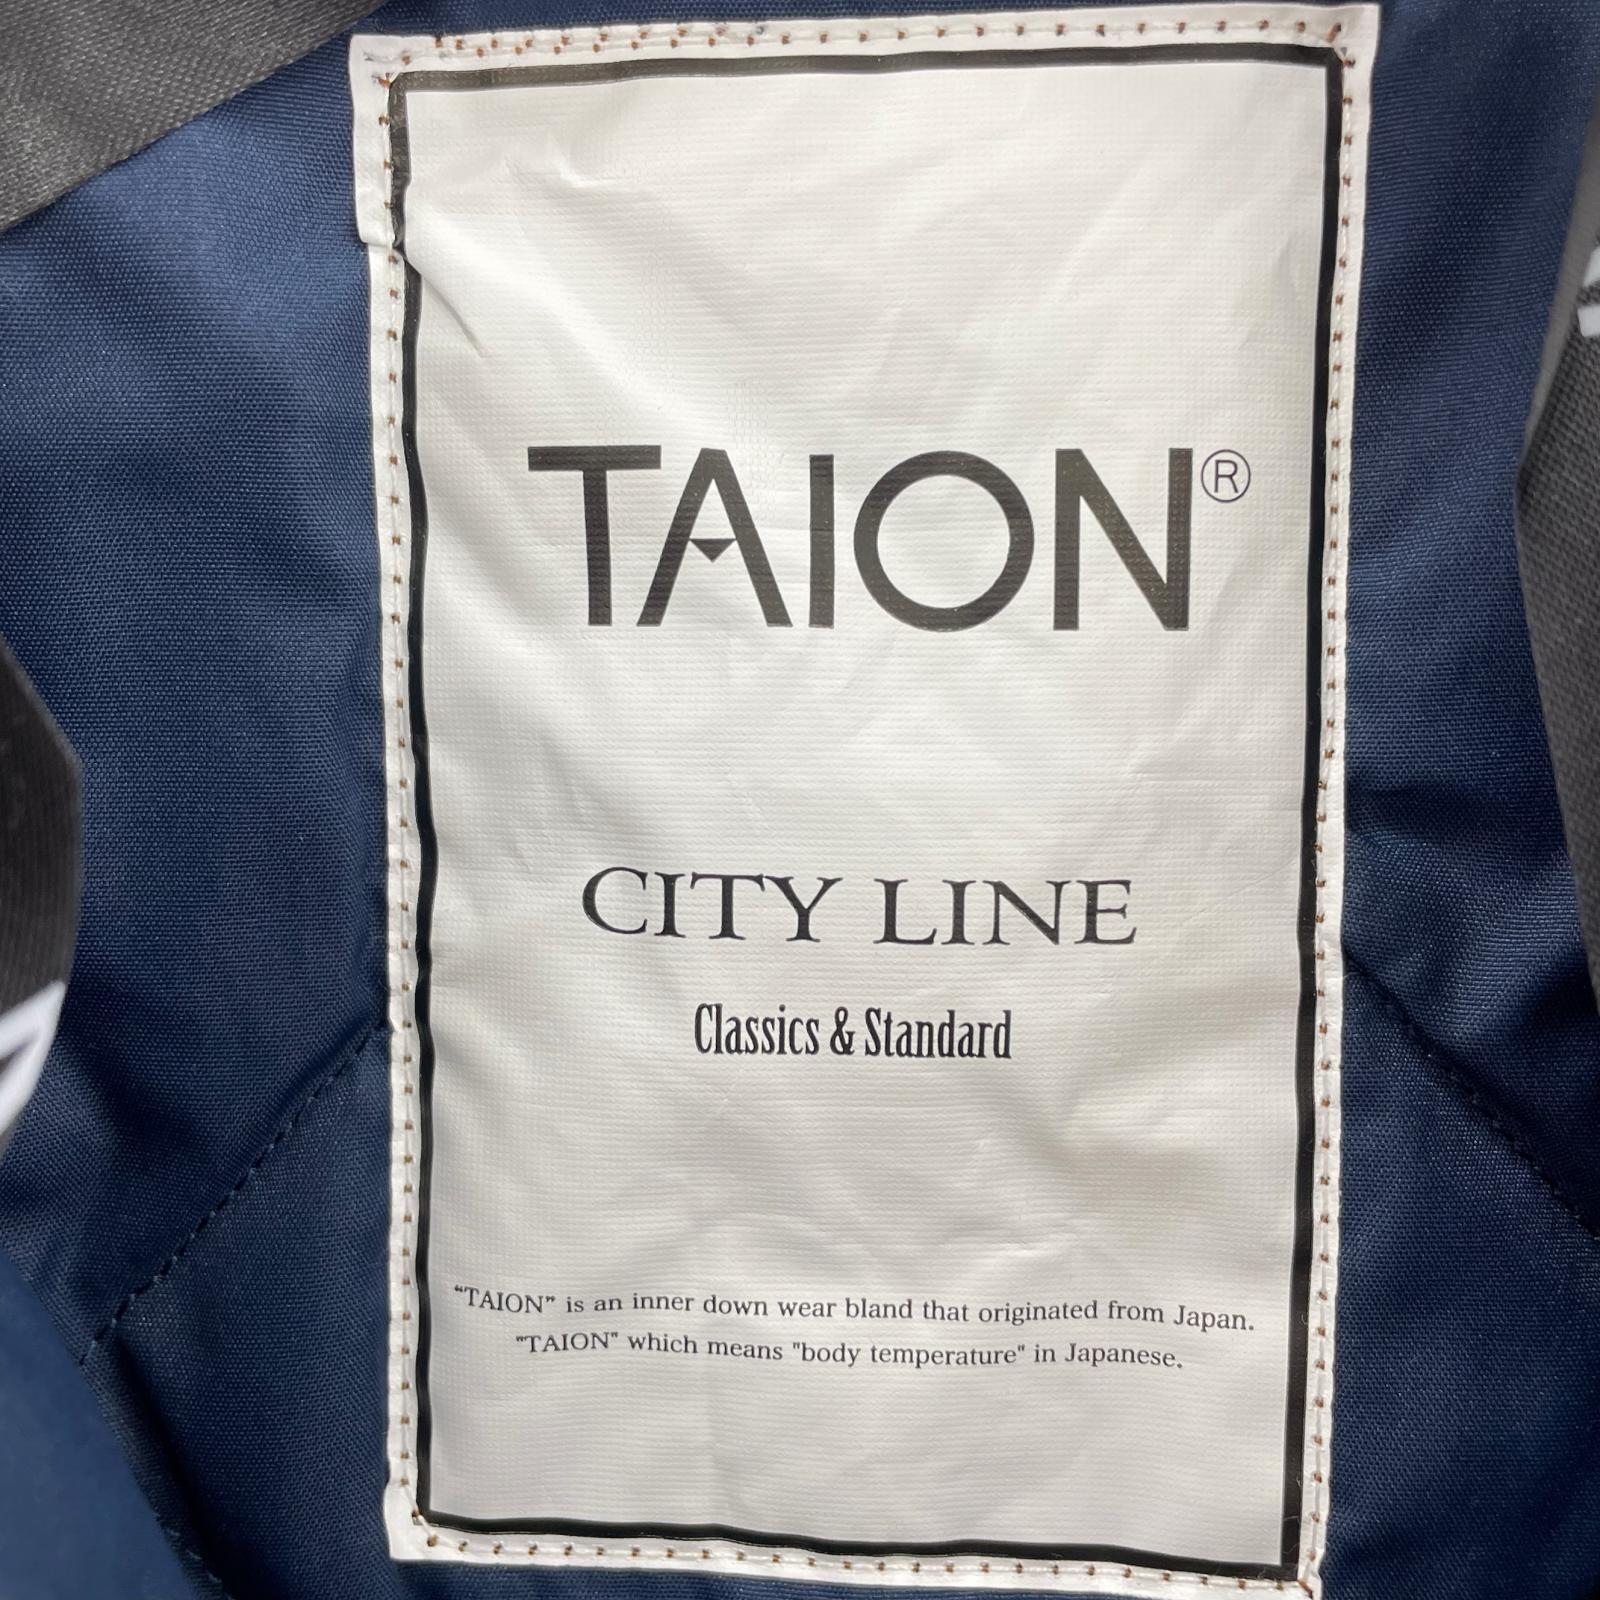 TAION®
CITY LINE
Classics & Standard
“TAION” is an inner down wear bland that originated from Japan.
"TAION" which means "body temperature" in Japanese.